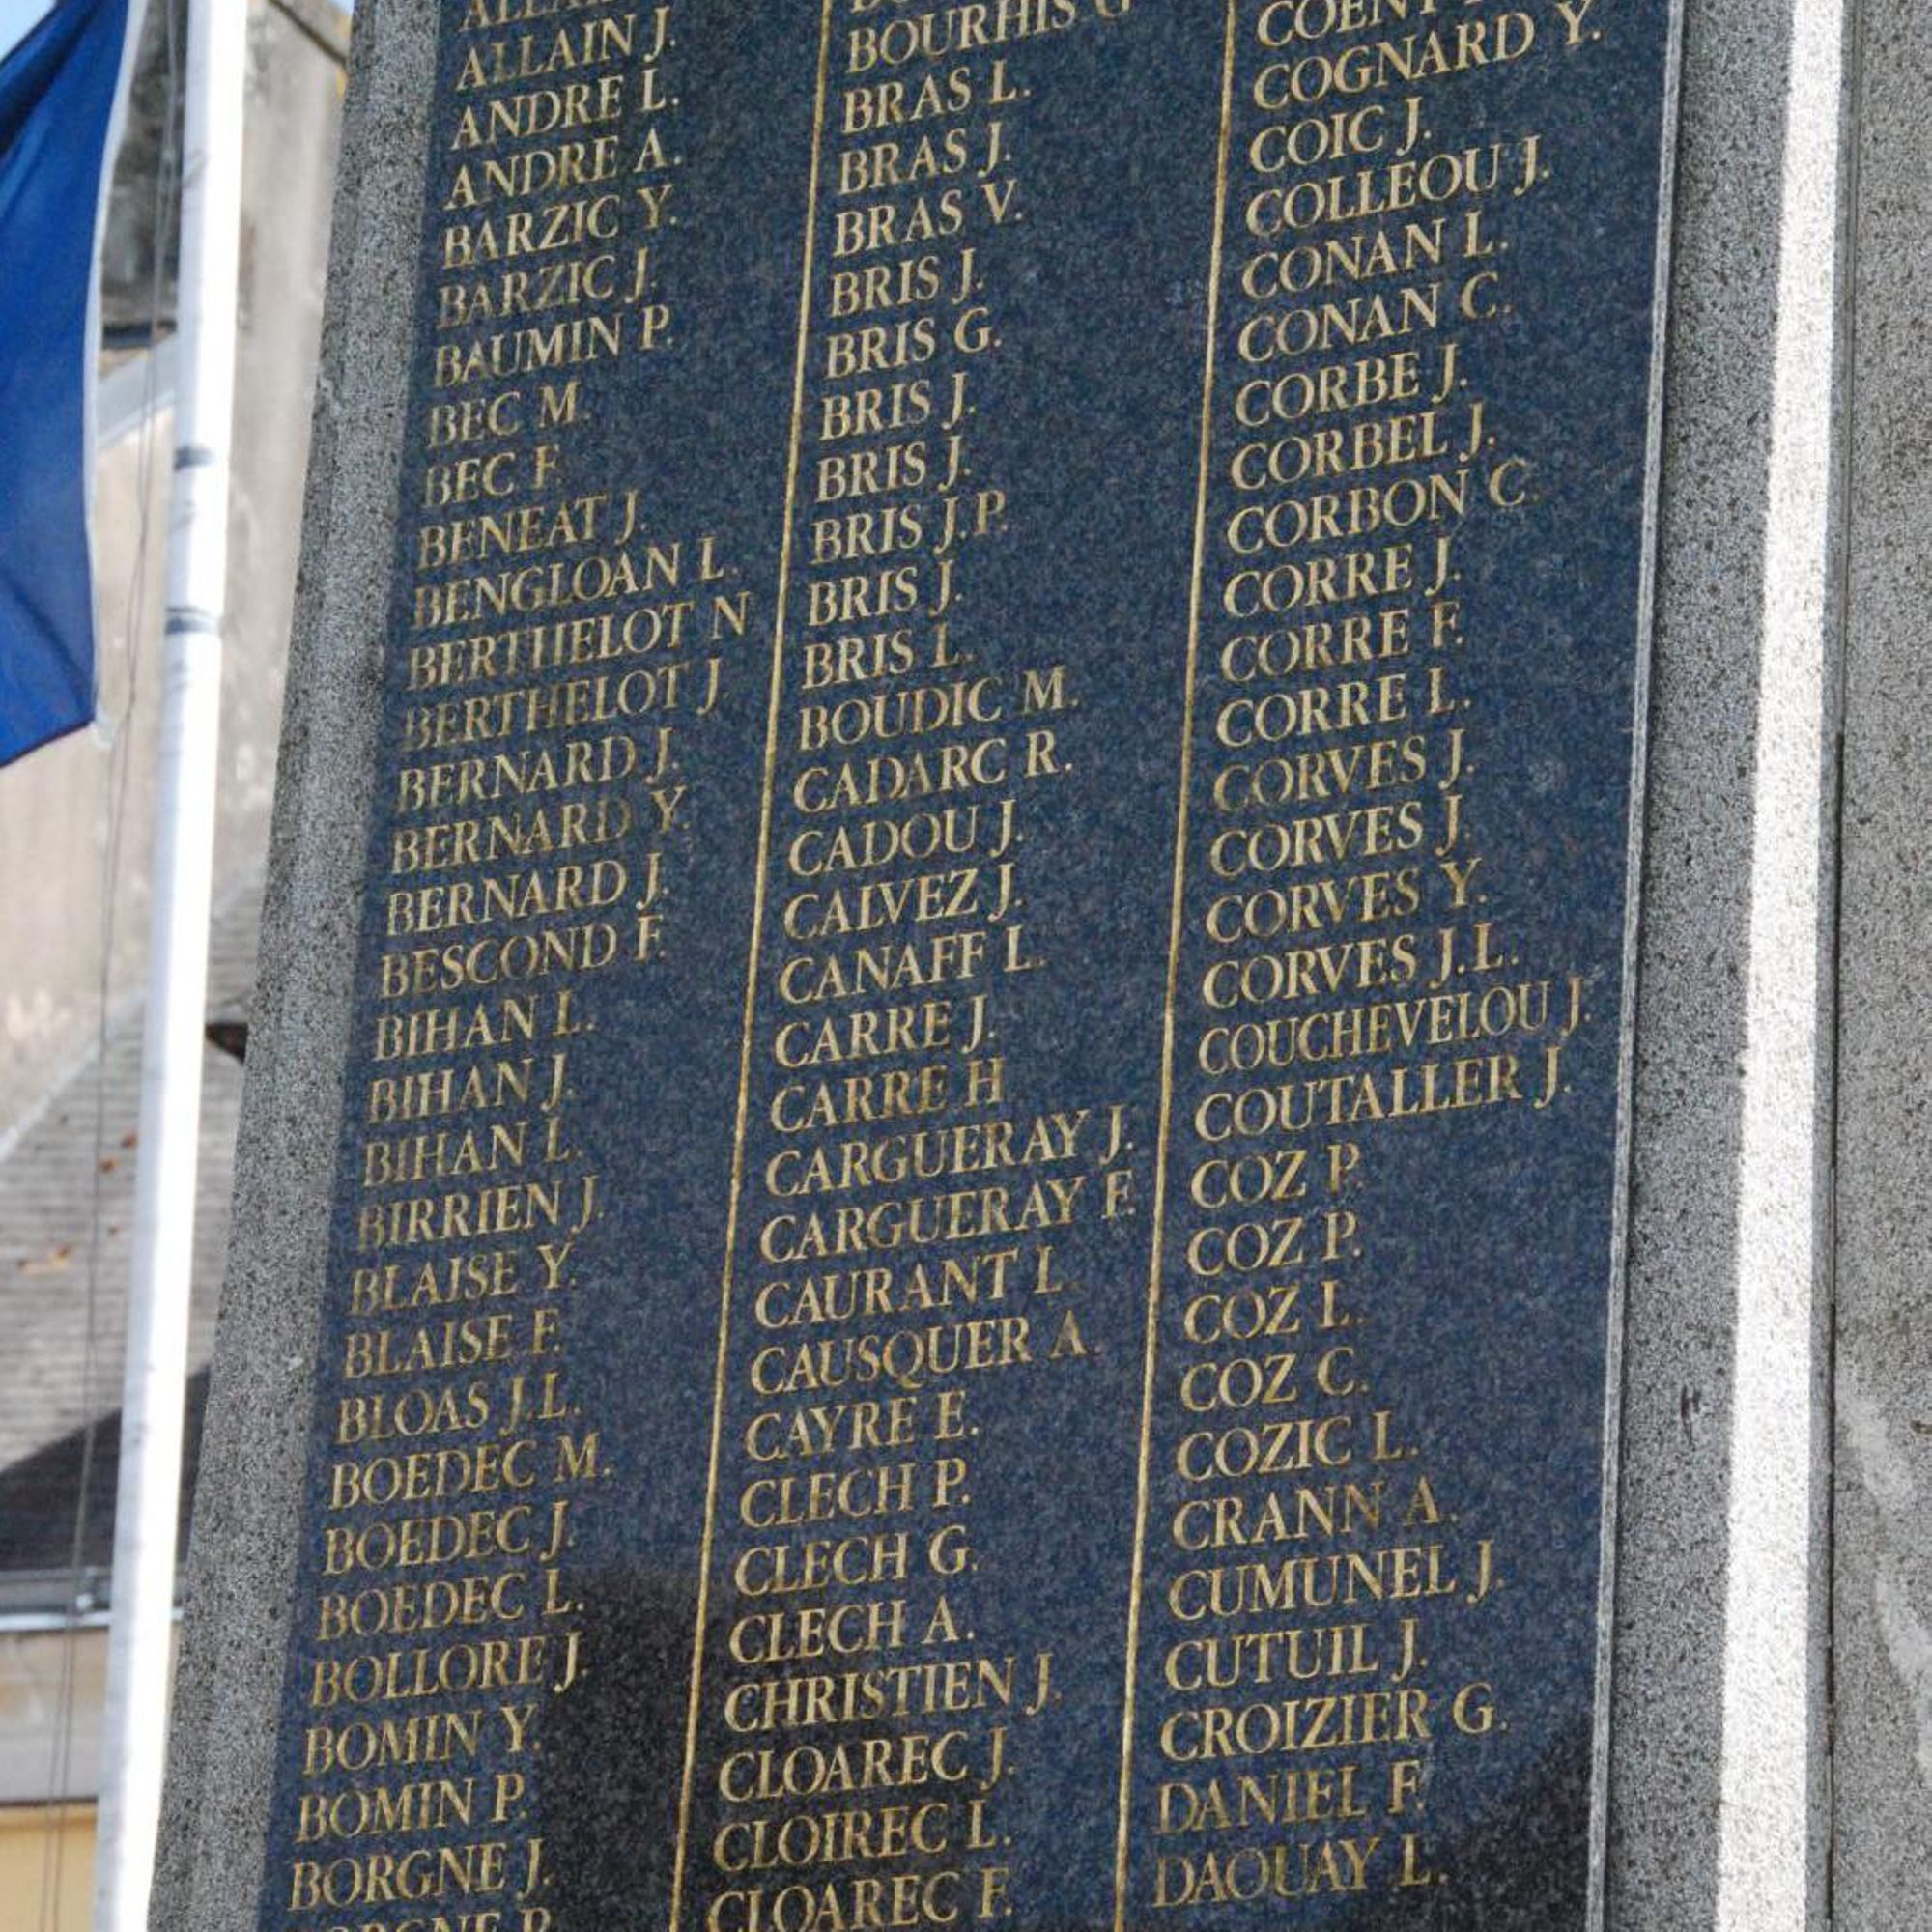 ALLAIN J.
ANDRE L.
ANDRE A.
BARZIC Y.
BARZIC J.
BAUMIN P.
BEC M.
BEC F.
BENEAT J.
BENGLOAN L.
BERTHELOT N
BERTHELOT J
BERNARD J.
BERNARD Y.
BERNARD J.
BESCOND F.
BIHAN L.
BIHAN J.
BIHAN L.
BIRRIEN J.
BLAISE Y.
BLAISE F.
BLOAS J.L.
BOEDEC M.
BOEDEC J.
BOEDEC L.
BOLLORE J.
BOMIN Y.
BOMIN P.
BORGNE J.
BOURHIS G
BRAS L.
BRAS J.
BRAS V.
BRIS J.
BRIS G.
BRIS J.
BRIS J.
BRIS J.P.
BRIS J.
BRIS L.
BOUDIC M.
CADARC R.
CADOU J.
CALVEZ J.
CANAFF L.
CARRE J.
CARRE H
CARGUERAY J.
CARGUERAY F.
CAURANT L.
CAUSQUER A.
CAYRE E.
CLECH P.
CLECH G.
CLECH A.
CHRISTIEN J.
CLOAREC J.
CLOIREC L.
CLOAREC F.
COGNARD Y.
COIC J.
COLLEOU J.
CONAN L.
CONAN C.
CORBE J.
CORBEL J.
CORBON C.
CORRE J.
CORRE F.
CORRE L.
CORVES J.
CORVES J.
CORVES Y.
CORVES J.L.
COUCHEVELOU J.
COUTALLER J.
COZ P.
COZ P.
COZ L.
COZ C.
COZIC L.
CRANN A.
CUMUNEL J.
CUTUIL J.
CROIZIER G.
DANIEL F.
DAOUAY L.